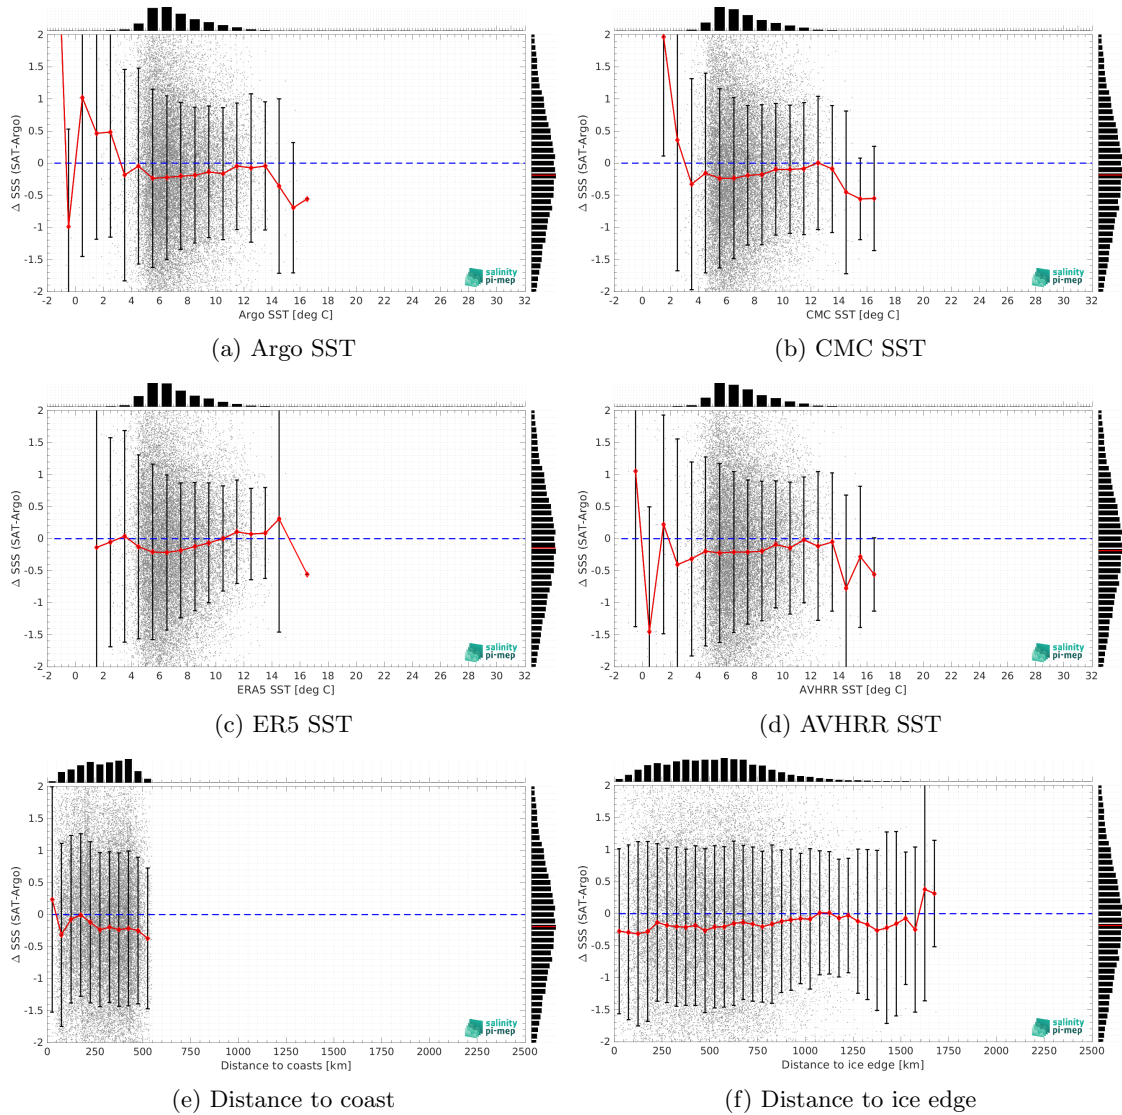 2
1.5
1
0.5
0
-0.5
-1
-1.5
-2
Δ SSS (SAT-Argo)
-2 0 2 4 6 8 10 12 14 16 18 20 22 24 26 28 30 32
Argo SST [deg C]
salinity
pi-mep
(a) Argo SST
2
1.5
1
0.5
0
-0.5
-1
-1.5
-2
Δ SSS (SAT-Argo)
-2 0 2 4 6 8 10 12 14 16 18 20 22 24 26 28 30 32
CMC SST [deg C]
salinity
pi-mep
(b) CMC SST
2
1.5
1
0.5
0
-0.5
-1
-1.5
-2
Δ SSS (SAT-Argo)
-2 0 2 4 6 8 10 12 14 16 18 20 22 24 26 28 30 32
ERA5 SST [deg C]
salinity
pi-mep
(c) ER5 SST
2
1.5
1
0.5
0
-0.5
-1
-1.5
-2
Δ SSS (SAT-Argo)
-2 0 2 4 6 8 10 12 14 16 18 20 22 24 26 28 30 32
AVHRR SST [deg C]
salinity
pi-mep
(d) AVHRR SST
2
1.5
1
0.5
0
-0.5
-1
-1.5
-2
Δ SSS (SAT-Argo)
0 250 500 750 1000 1250 1500 1750 2000 2250 2500
Distance to coasts [km]
salinity
pi-mep
(e) Distance to coast
2
1.5
1
0.5
0
-0.5
-1
-1.5
-2
Δ SSS (SAT-Argo)
0 250 500 750 1000 1250 1500 1750 2000 2250 2500
Distance to ice edge [km]
salinity
pi-mep
(f) Distance to ice edge